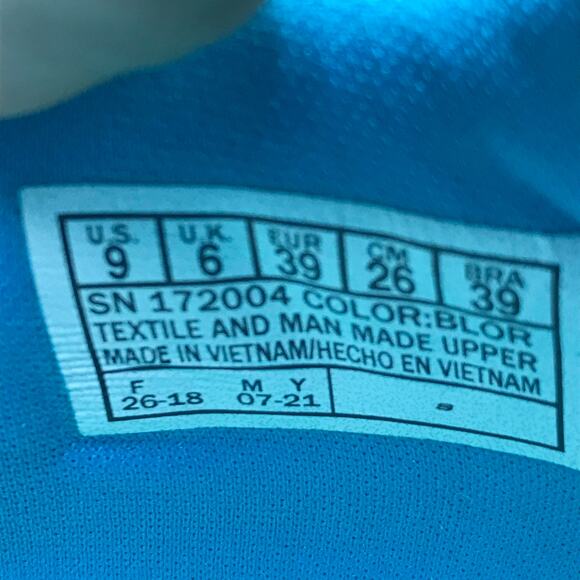 U.S. U.K. EUR CM BRA
9 6 39 26 39
SN 172004 COLOR:BLOR
TEXTILE AND MAN MADE UPPER
MADE IN VIETNAM/HECHO EN VIETNAM
F M Y
26-18 07-21